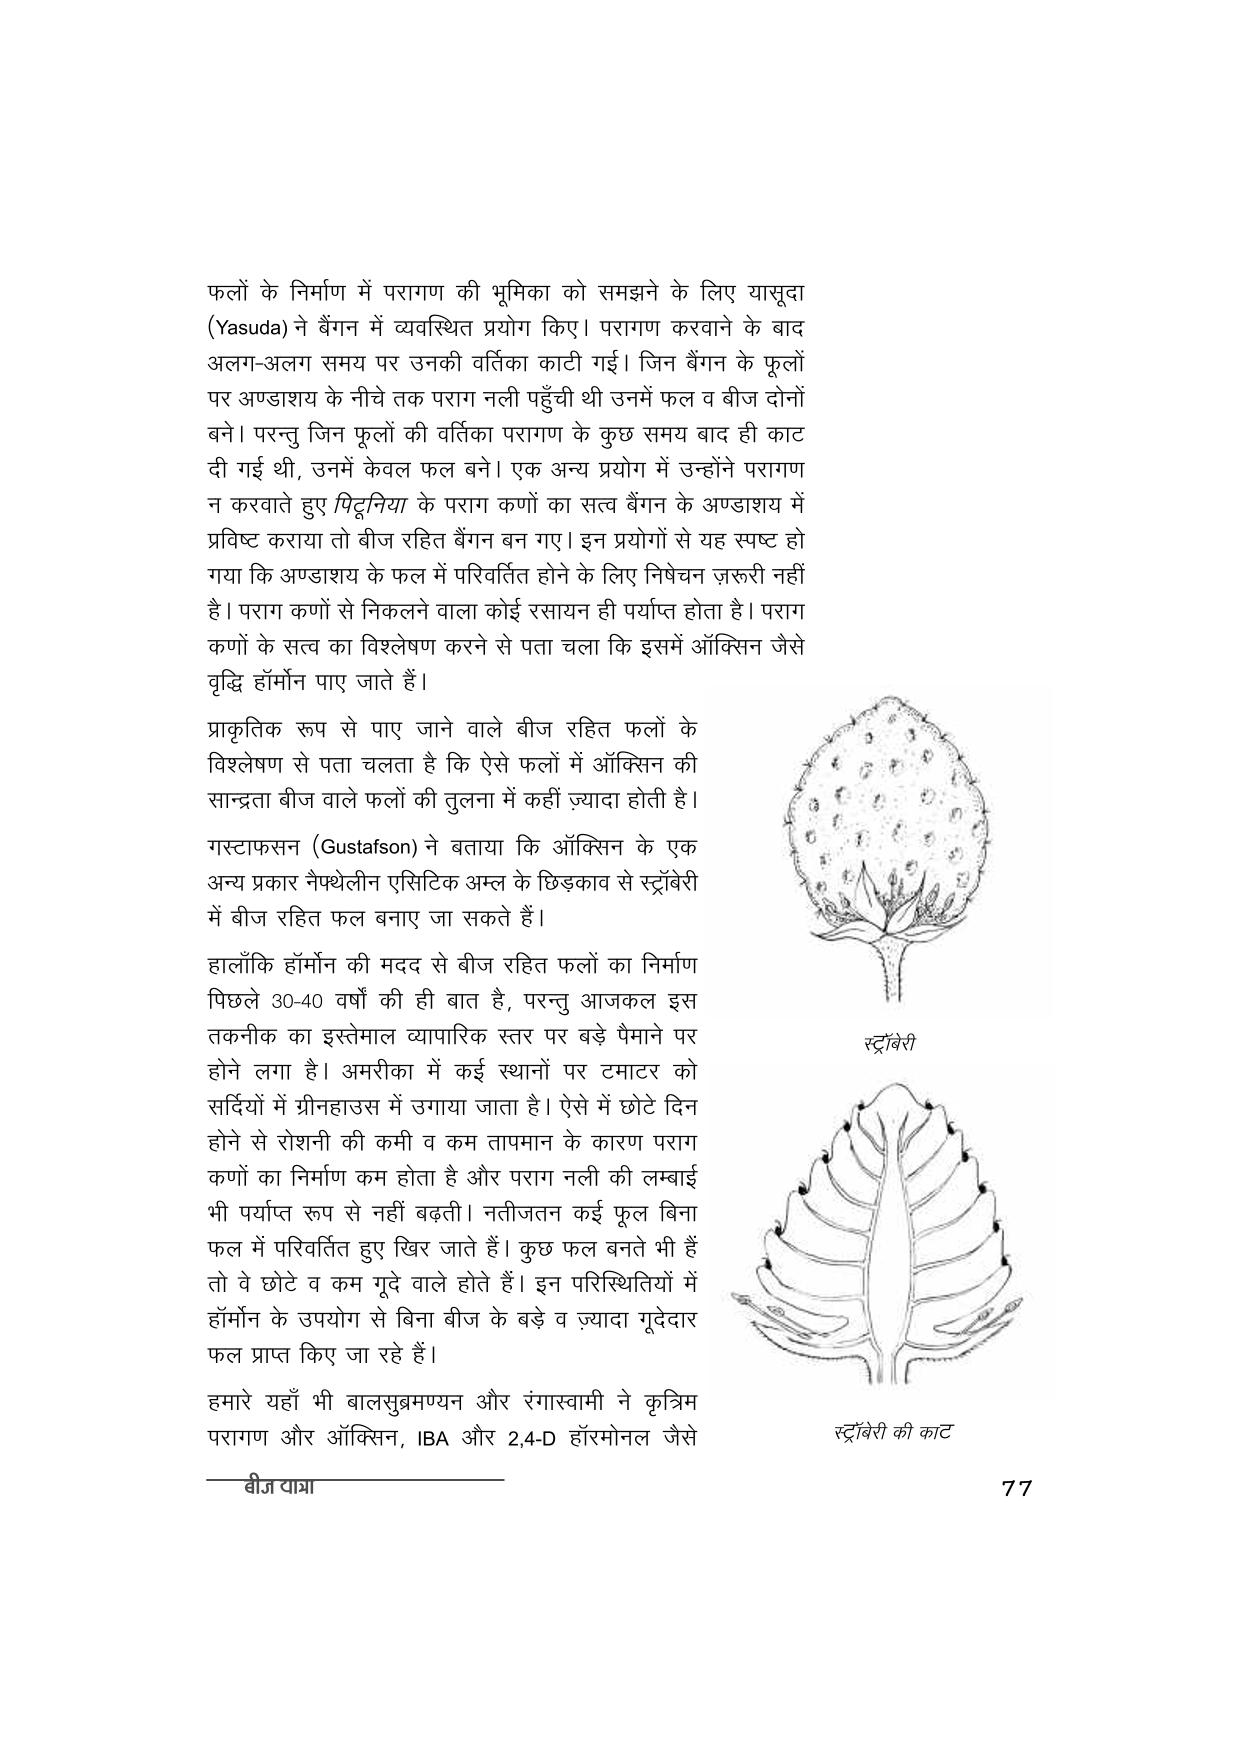 फलों के निर्माण में परागण की भूमिका को समझने के लिए यासूदा
(Yasuda) ने बैंगन में व्यवस्थित प्रयोग किए। परागण करवाने के बाद
अलग-अलग समय पर उनकी वर्तिका काटी गई। जिन बैंगन के फूलों
पर अण्डाशय के नीचे तक पराग नली पहुँची थी उनमें फल व बीज दोनों
बने। परन्तु जिन फूलों की वर्तिका परागण के कुछ समय बाद ही काट
दी गई थी, उनमें केवल फल बने। एक अन्य प्रयोग में उन्होंने परागण
न करवाते हुए पिटूनिया के पराग कणों का सत्व बैंगन के अण्डाशय में
प्रविष्ट कराया तो बीज रहित बैंगन बन गए। इन प्रयोगों से यह स्पष्ट हो
गया कि अण्डाशय के फल में परिवर्तित होने के लिए निषेचन ज़रूरी नहीं
है। पराग कणों से निकलने वाला कोई रसायन ही पर्याप्त होता है। पराग
कणों के सत्व का विश्लेषण करने से पता चला कि इसमें ऑक्सिन जैसे
वृद्धि हॉर्मोन पाए जाते हैं।
प्राकृतिक रूप से पाए जाने वाले बीज रहित फलों के
विश्लेषण से पता चलता है कि ऐसे फलों में ऑक्सिन की
सान्द्रता बीज वाले फलों की तुलना में कहीं ज़्यादा होती है।
गस्टाफसन (Gustafson) ने बताया कि ऑक्सिन के एक
अन्य प्रकार नैफ्थेलीन एसिटिक अम्ल के छिड़काव से स्ट्रॉबेरी
में बीज रहित फल बनाए जा सकते हैं।
हालाँकि हॉर्मोन की मदद से बीज रहित फलों का निर्माण
पिछले 30-40 वर्षों की ही बात है, परन्तु आजकल इस
तकनीक का इस्तेमाल व्यापारिक स्तर पर बड़े पैमाने पर
होने लगा है। अमरीका में कई स्थानों पर टमाटर को
सर्दियों में ग्रीनहाउस में उगाया जाता है। ऐसे में छोटे दिन
होने से रोशनी की कमी व कम तापमान के कारण पराग
कणों का निर्माण कम होता है और पराग नली की लम्बाई
भी पर्याप्त रूप से नहीं बढ़ती। नतीजतन कई फूल बिना
फल में परिवर्तित हुए खिर जाते हैं। कुछ फल बनते भी हैं
तो वे छोटे व कम गूदे वाले होते हैं। इन परिस्थितियों में
हॉर्मोन के उपयोग से बिना बीज के बड़े व ज़्यादा गूदेदार
फल प्राप्त किए जा रहे हैं।
हमारे यहाँ भी बालसुब्रमण्यन और रंगास्वामी ने कृत्रिम
परागण और ऑक्सिन, IBA और 2,4-D हॉरमोनल जैसे
स्ट्रॉबेरी
स्ट्रॉबेरी की काट
बीज यात्रा
77